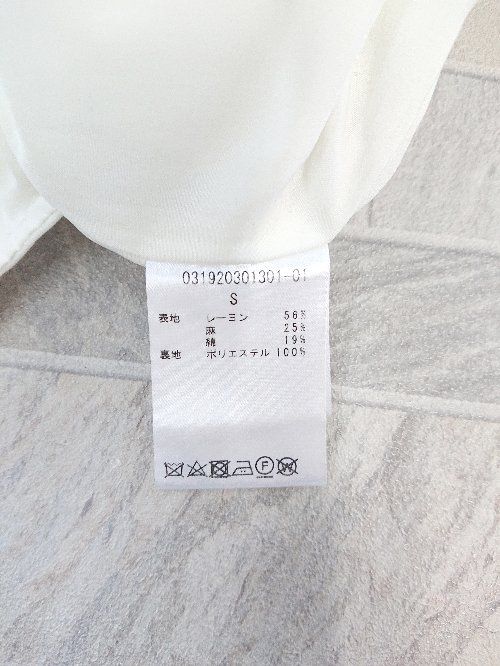 031920301301-01
S
表地 レーヨン 56%
麻 25%
綿 19%
裏地 ポリエステル 100%
F
W